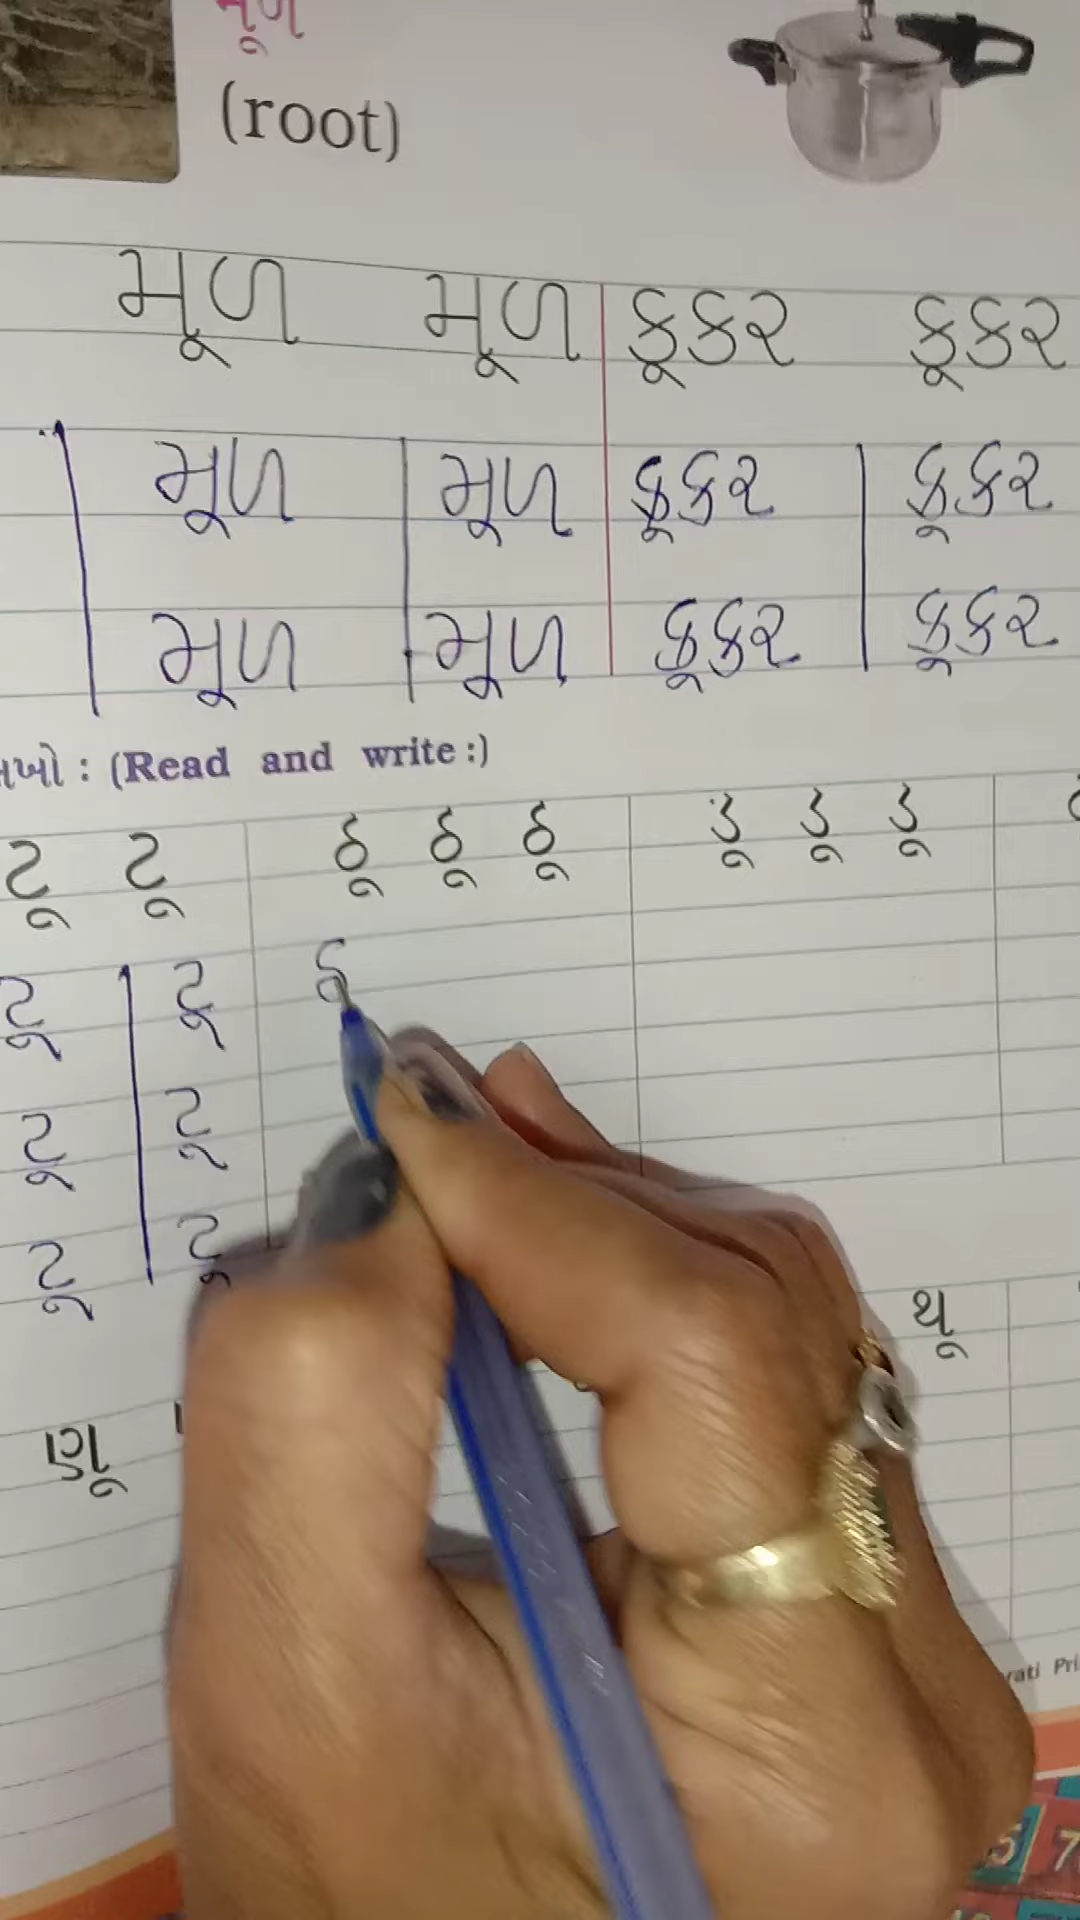 મૂળ
(root)
મૂળ મૂળ કૂકર કૂકર
મૂળ મૂળ કૂકર કૂકર
મૂળ મૂળ કૂકર કૂકર
(Read and write :)
ટૂ ટૂ ઠૂ ઠૂ ઠૂ ડૂ ડૂ ડૂ
ટૂ ટૂ ઠ
ટૂ ટૂ
ટૂ ટૂ
થૂ
ણૂ